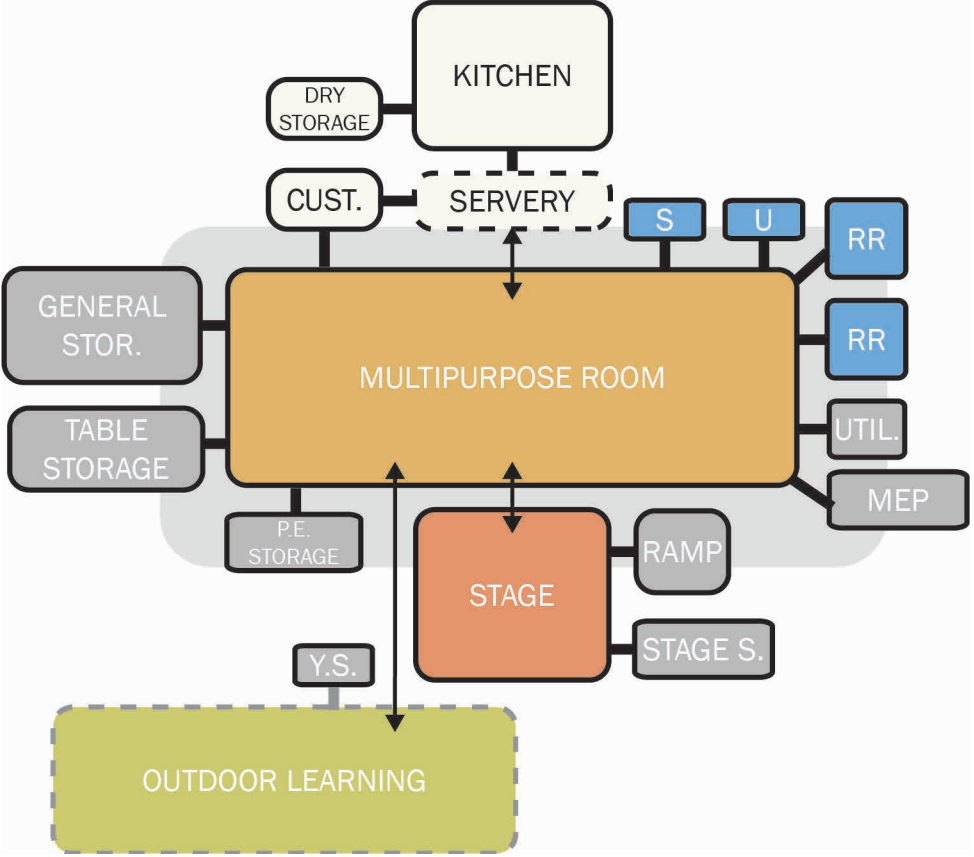 KITCHEN
DRY
STORAGE
CUST.
SERVERY
S
U
RR
GENERAL
STOR.
RR
MULTIPURPOSE ROOM
TABLE
STORAGE
UTIL.
MEP
P.E.
STORAGE
RAMP
STAGE
STAGE S.
Y.S.
OUTDOOR LEARNING